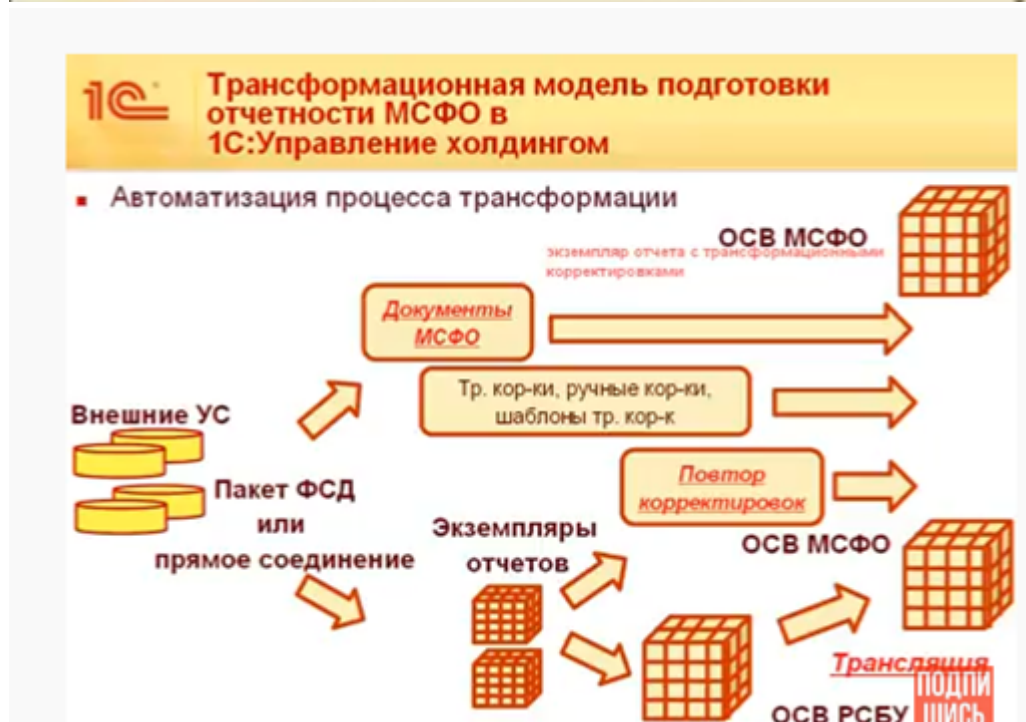 1С
Трансформационная модель подготовки
отчетности МСФО в
1С:Управление холдингом
Автоматизация процесса трансформации
ОСВ МСФО
экземпляр отчета с трансформационными
корректировками
Документы
МСФО
Тр. кор-ки, ручные кор-ки,
шаблоны тр. кор-к
Внешние УС
Повтор
корректировок
Пакет ФСД
или
прямое соединение
Экземпляры
отчетов
ОСВ МСФО
Трансляция
ОСВ РСБУ
ПОДПИ
ШИСЬ